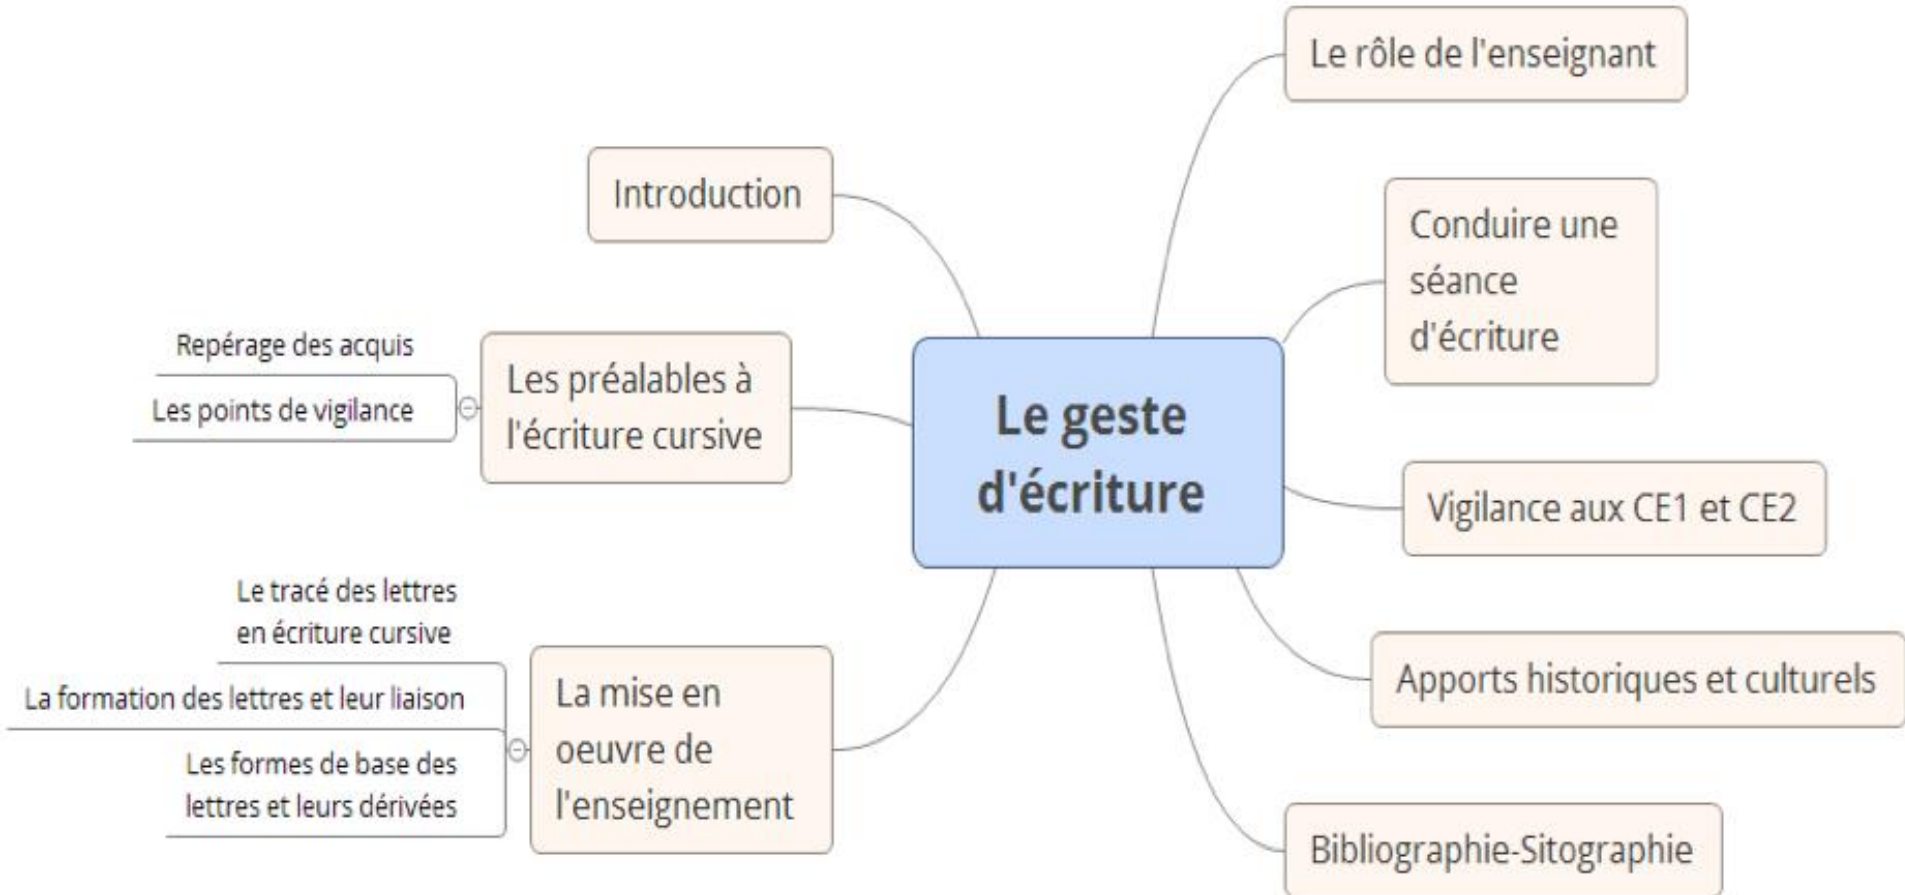 Le geste
d'écriture
Introduction
Les préalables à
l'écriture cursive
Repérage des acquis
Les points de vigilance
La mise en
oeuvre de
l'enseignement
Le tracé des lettres
en écriture cursive
La formation des lettres et leur liaison
Les formes de base des
lettres et leurs dérivées
Le rôle de l'enseignant
Conduire une
séance
d'écriture
Vigilance aux CE1 et CE2
Apports historiques et culturels
Bibliographie-Sitographie